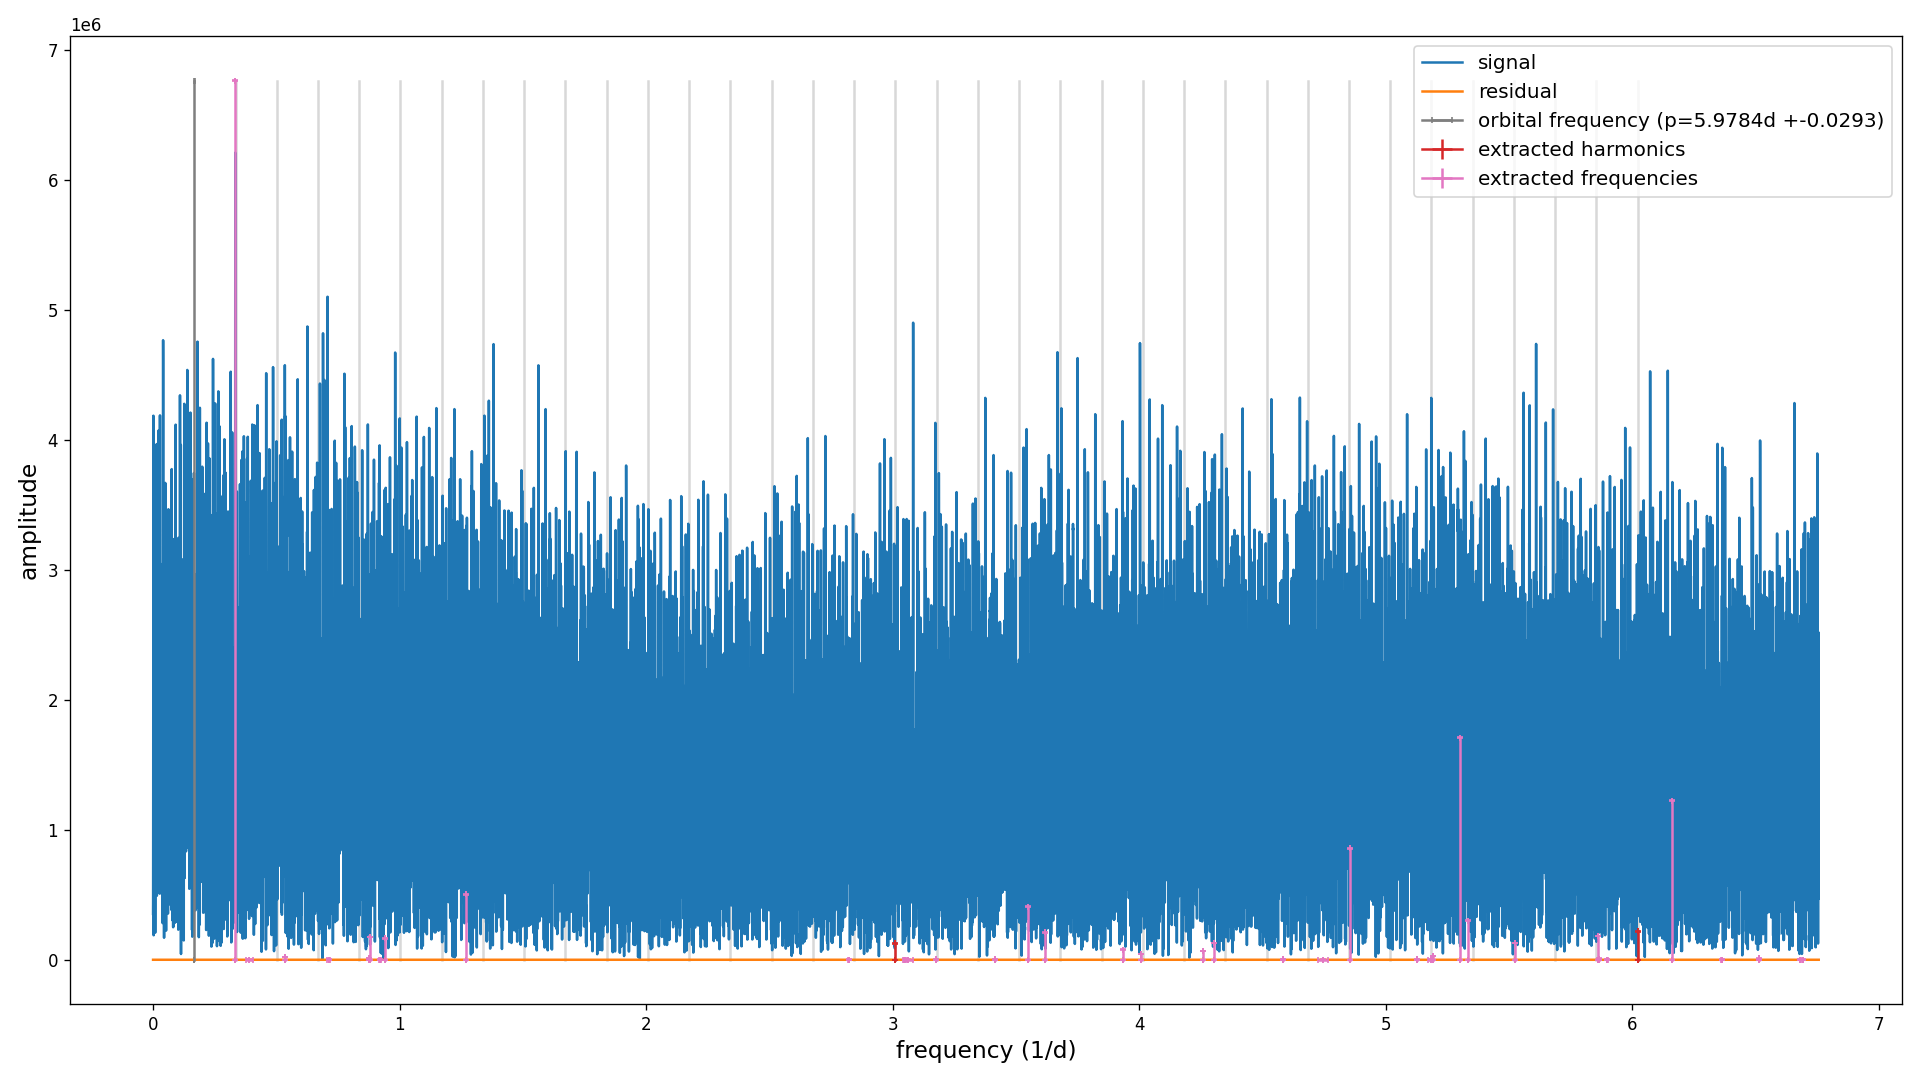 1e6
7
6
5
4
3
2
1
0
amplitude
signal
residual
orbital frequency (p=5.9784d +-0.0293)
extracted harmonics
extracted frequencies
0 1 2 3 4 5 6 7
frequency (1/d)